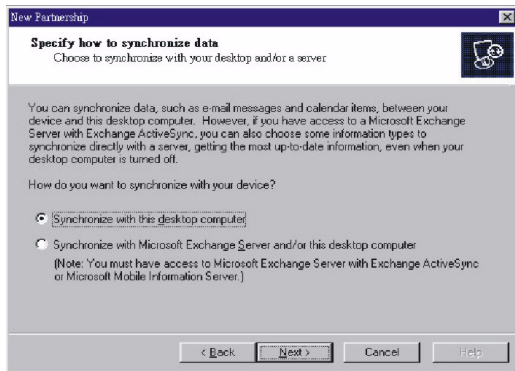 New Partnership
Specify how to synchronize data
Choose to synchronize with your desktop and/or a server
You can synchronize data, such as e-mail messages and calendar items, between your
device and this desktop computer. However, if you have access to a Microsoft Exchange
Server with Exchange ActiveSync, you can also choose some information types to
synchronize directly with a server, getting the most up-to-date information, even when your
desktop computer is turned off.
How do you want to synchronize with your device?
Synchronize with this desktop computer
Synchronize with Microsoft Exchange Server and/or this desktop computer
(Note: You must have access to Microsoft Exchange Server with Exchange ActiveSync
or Microsoft Mobile Information Server.)
< Back Next > Cancel Help